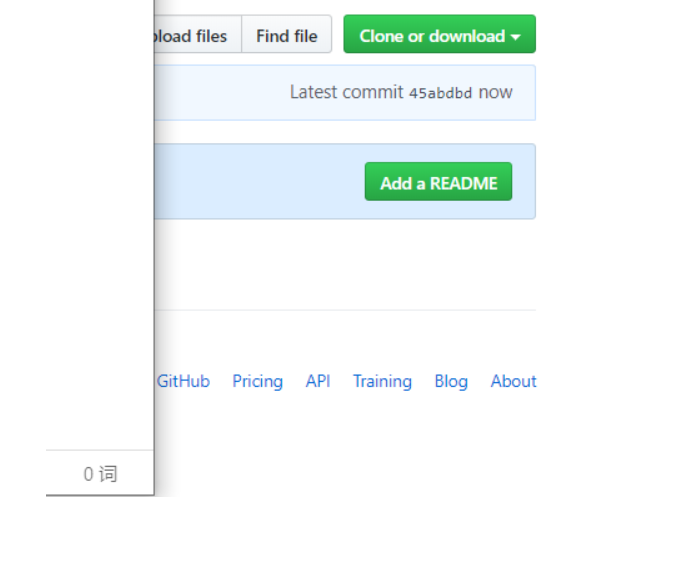 load files Find file Clone or download
Latest commit 45abdbd now
Add a README
GitHub Pricing API Training Blog About
0 词